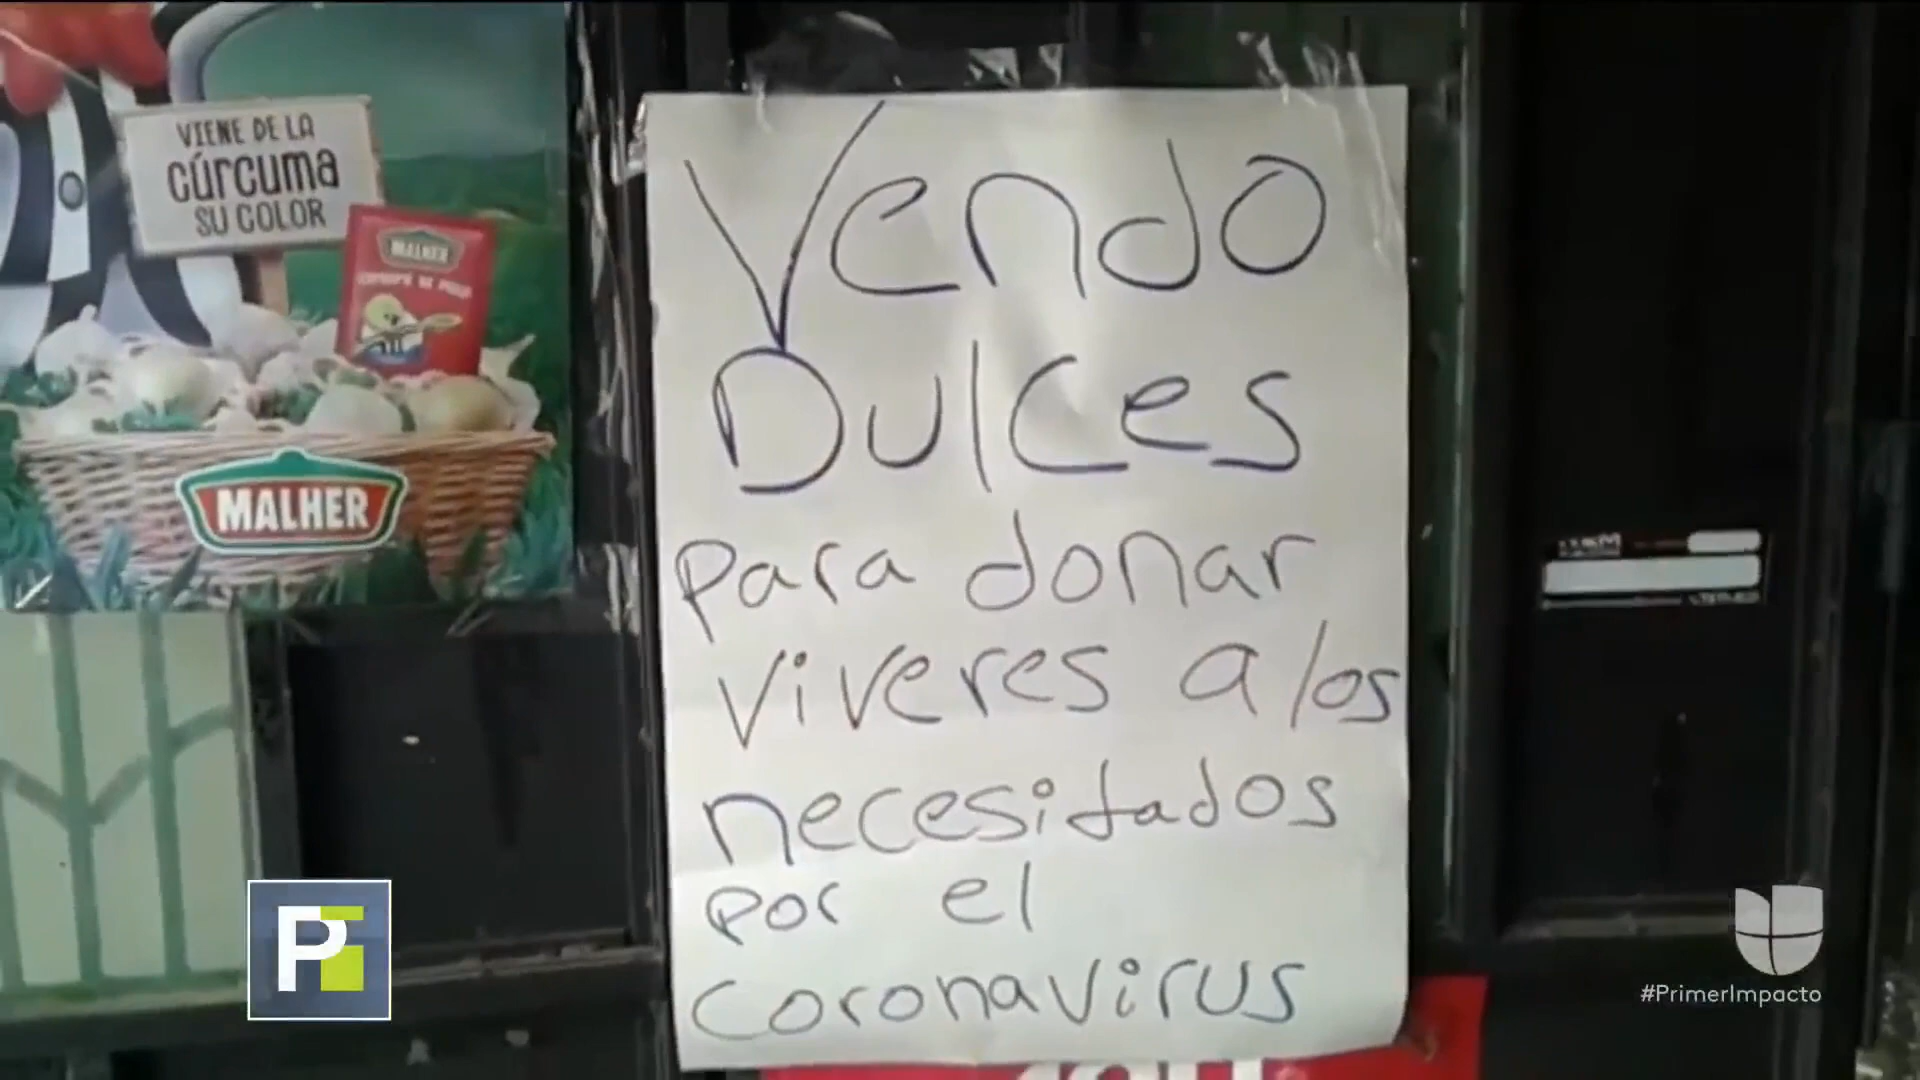 VIENE DE LA
cúrcuma
SU COLOR
MALHER
MALHER
Vendo
Dulces
para donar
viveres a los
necesitados
por el
coronavirus
PI
#PrimerImpacto